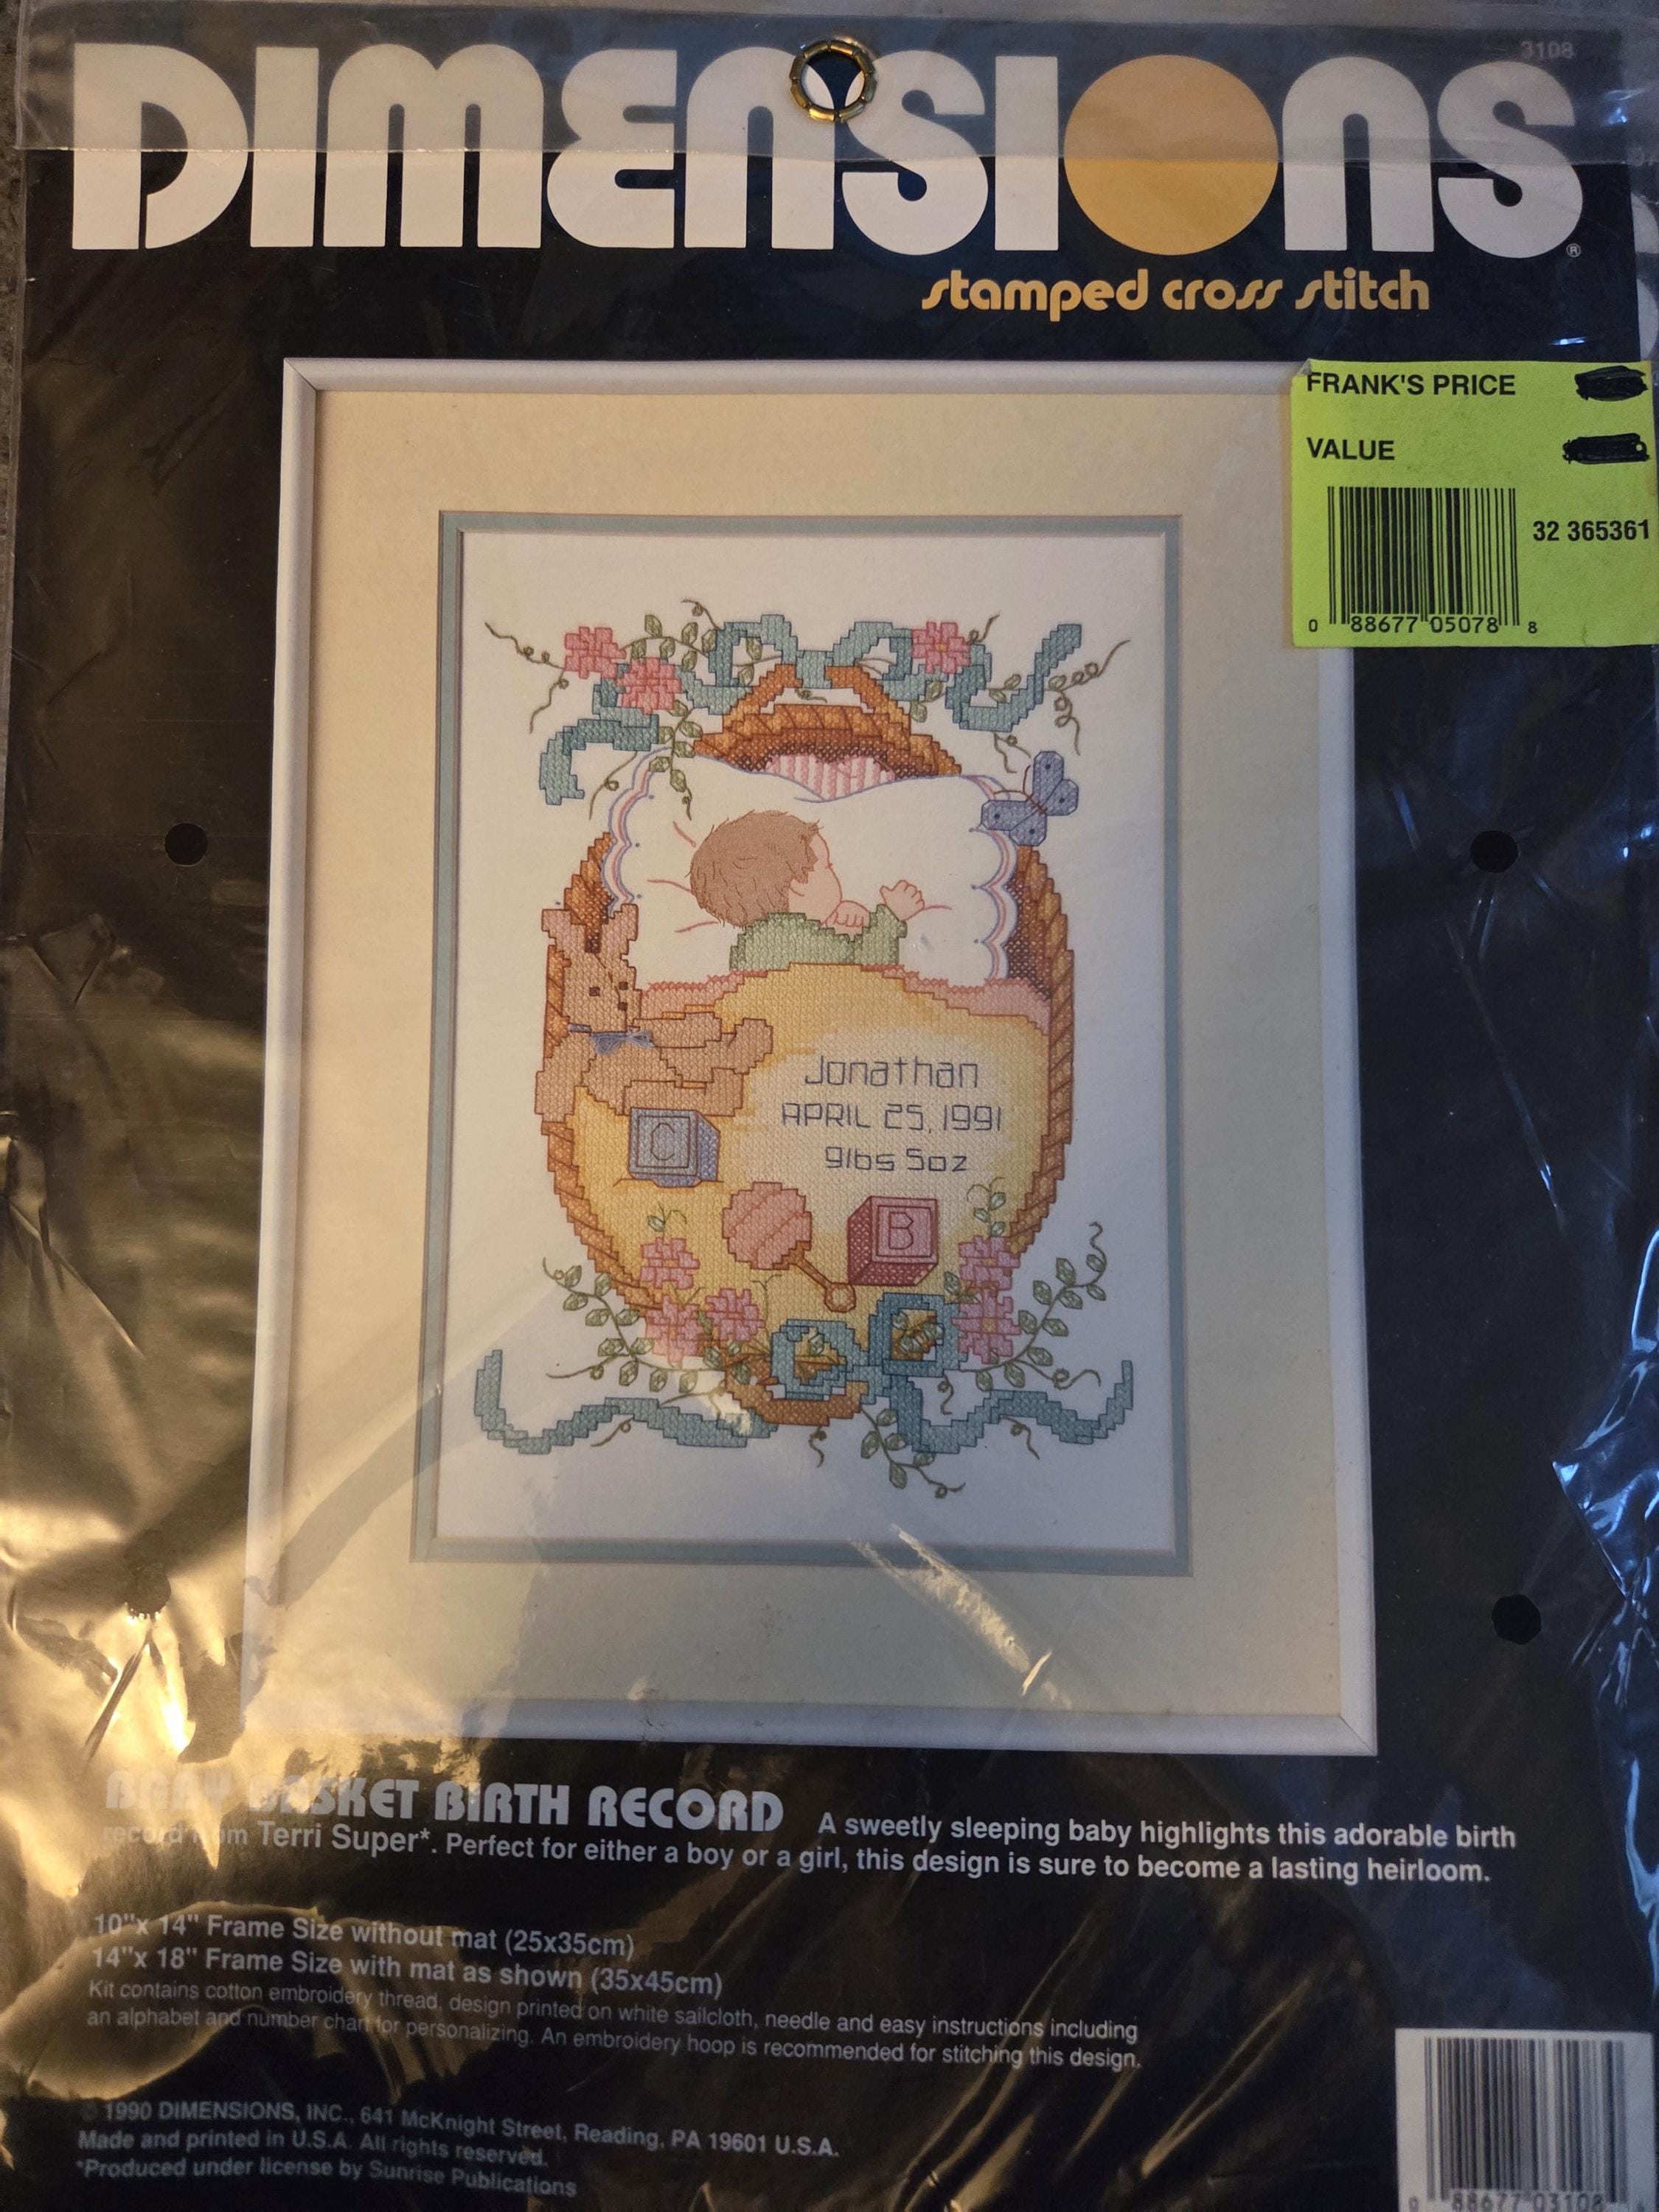 3108
DIMENSIONS®
stamped cross stitch
FRANK'S PRICE
VALUE
32 365361
0 88677 05078 8
Jonathan
APRIL 25, 1991
9lbs 5oz
C
B
BABY BASKET BIRTH RECORD A sweetly sleeping baby highlights this adorable birth
record from Terri Super*. Perfect for either a boy or a girl, this design is sure to become a lasting heirloom.
10"x 14" Frame Size without mat (25x35cm)
14"x 18" Frame Size with mat as shown (35x45cm)
Kit contains cotton embroidery thread, design printed on white sailcloth, needle and easy instructions including
an alphabet and number chart for personalizing. An embroidery hoop is recommended for stitching this design.
© 1990 DIMENSIONS, INC., 641 McKnight Street, Reading, PA 19601 U.S.A.
Made and printed in U.S.A. All rights reserved.
*Produced under license by Sunrise Publications
0 88677 03108